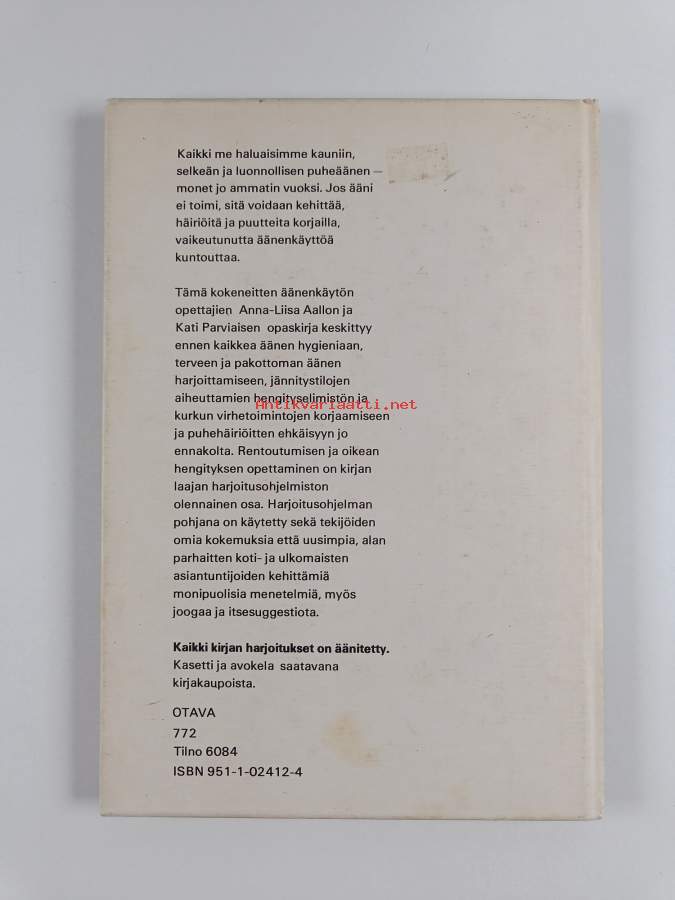 Kaikki me haluaisimme kauniin,
selkeän ja luonnollisen puheäänen —
monet jo ammatin vuoksi. Jos ääni
ei toimi, sitä voidaan kehittää,
häiriöitä ja puutteita korjailla,
vaikeutunutta äänenkäyttöä
kuntouttaa.
Tämä kokeneitten äänenkäytön
opettajien Anna-Liisa Aallon ja
Kati Parviaisen opaskirja keskittyy
ennen kaikkea äänen hygieniaan,
terveen ja pakottoman äänen
harjoittamiseen, jännitystilojen
aiheuttamien hengityselimistön ja
Antikvariaatti.net
kurkun virhetoimintojen korjaamiseen
ja puhehäiriöitten ehkäisyyn jo
ennakolta. Rentoutumisen ja oikean
hengityksen opettaminen on kirjan
laajan harjoitusohjelmiston
olennainen osa. Harjoitusohjelman
pohjana on käytetty sekä tekijöiden
omia kokemuksia että uusimpia, alan
parhaitten koti- ja ulkomaisten
asiantuntijoiden kehittämiä
monipuolisia menetelmiä, myös
joogaa ja itsesuggestiota.
Kaikki kirjan harjoitukset on äänitetty.
Kasetti ja avokela saatavana
kirjakaupoista.
OTAVA
772
Tilno 6084
ISBN 951-1-02412-4